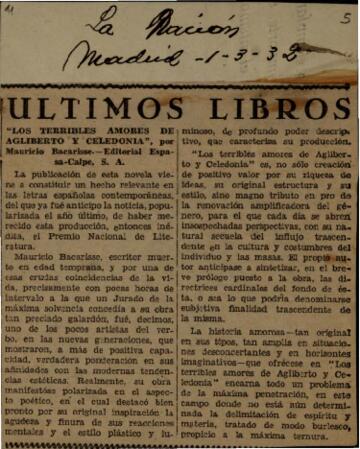 11
5
La Nación
Madrid - 1-3-32
ULTIMOS LIBROS
"LOS TERRIBLES AMORES DE
AGLIBERTO Y CELEDONIA", por
Mauricio Bacarisse.—Editorial Espa-
sa-Calpe, S. A.
La publicación de esta novela vie-
ne a constituir un hecho relevante en
las letras españolas contemporáneas,
del que ya dió anticipo la noticia, popu-
larizada el año último, de haber me-
recido esta producción, entonces iné-
dita, el Premio Nacional de Li-
teratura.
Mauricio Bacarisse, escritor muer-
to en edad temprana, y por una de
esas crudas coincidencias de la vi-
da, precisamente con pocas horas de
intervalo a la que un Jurado de la
máxima solvencia concedía a su obra
tan preciado galardón, fué, decimos,
uno de los pocos artistas del ver-
bo, en las nuevas generaciones, que
mostraron, a más de positiva capa-
cidad, verdadera ponderación en sus
afinidades con las modernas tenden-
cias estéticas. Realmente, su obra
manifestóse polarizada en el aspec-
to poético, en el cual destacó bien
pronto por su original inspiración la
agudeza y finura de sus reacciones
mentales y el estilo plástico y lu-
minoso, de profundo poder descrip-
tivo, que caracteriza su producción.
"Los terribles amores de Agliber-
to y Celedonia" es, no sólo creación
de positivo valor por su riqueza de
ideas, su original estructura y su
estilo, sino magno tributo en pro de
la renovación amplificadora del gé-
nero, para el que cada día se abren
insospechadas perspectivas, con su na-
tural secuela del influjo trascen-
dente en la cultura y costumbres del
individuo y las masas. El propio au-
tor anticipase a sintetizar, en el bre-
ve prólogo puesto a la obra, las di-
rectrices cardinales del fondo de és-
ta, o sea lo que podría denominarse
subjetiva finalidad trascendente de
la misma.
La historia amorosa—tan original
en sus tipos, tan amplia en situacio-
nes desconcertantes y en horizontes
imaginativos—que ofrécese en "Los
terribles amores de Agliberto y Ce-
ledonia" encarna todo un problema
de la máxima penetración, en este
campo donde no está aún determina-
da la delimitación de espíritu y
materia, tratado de modo burlesco,
propicio a la máxima ternura.